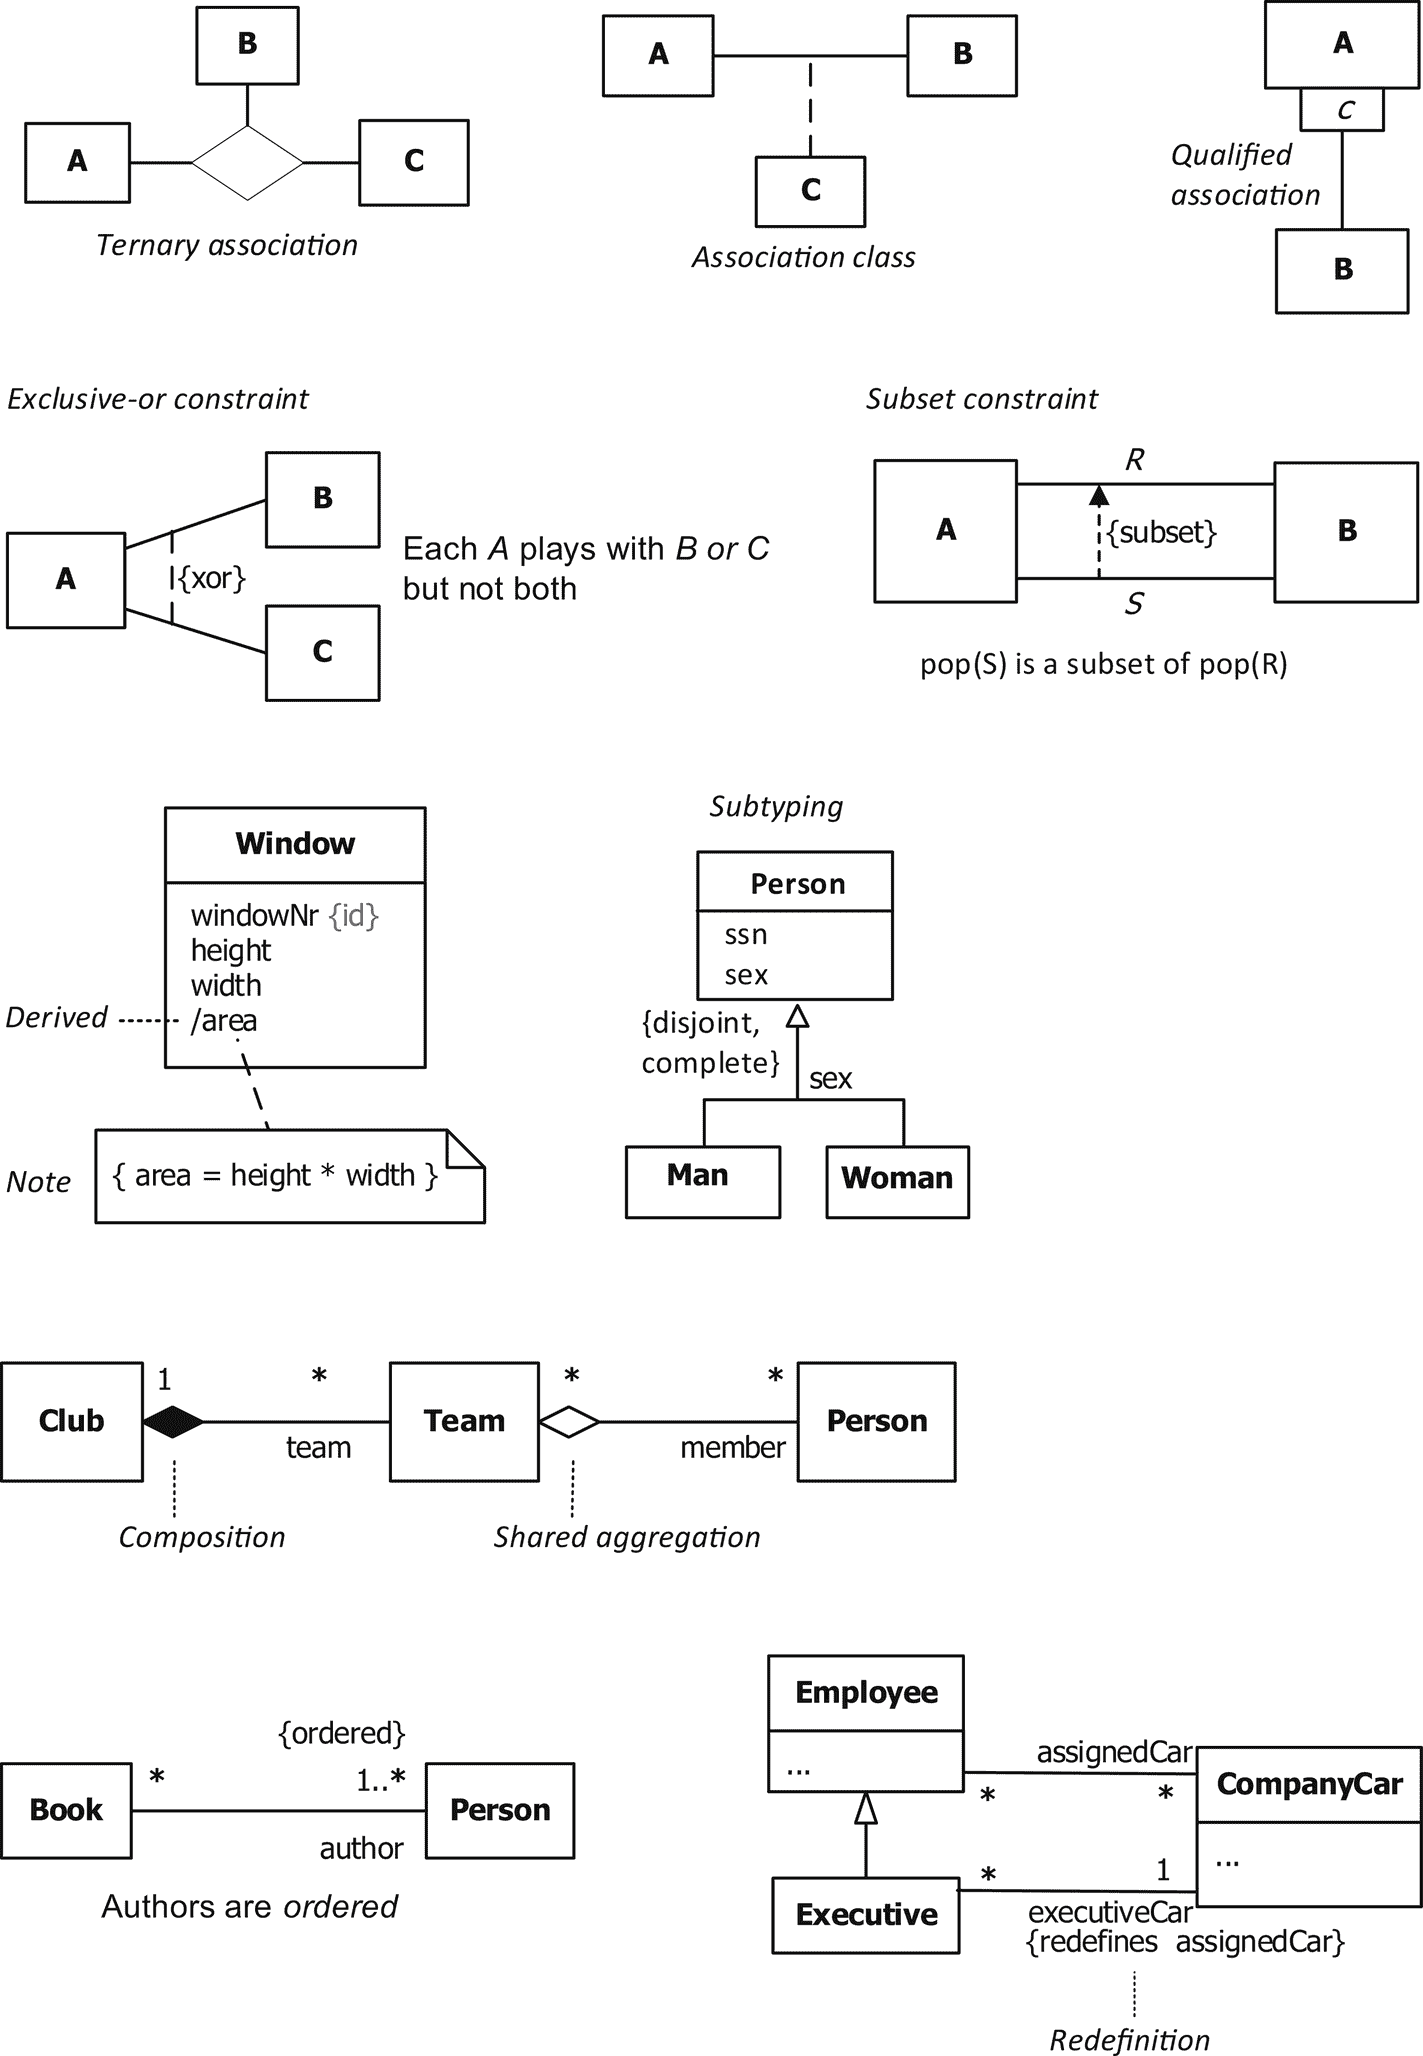 B
A
C
Ternary association
A
B
C
Association class
A
c
Qualified
association
B
Exclusive-or constraint
A
B
{xor}
C
Each A plays with B or C
but not both
Subset constraint
A
R
{subset}
S
B
pop(S) is a subset of pop(R)
Window
windowNr {id}
height
width
Derived
/area
Note
{ area = height * width }
Subtyping
Person
ssn
sex
{disjoint,
complete}
sex
Man
Woman
Club
1
*
team
Team
*
*
member
Person
Composition
Shared aggregation
Book
*
{ordered}
1..*
author
Person
Authors are ordered
Employee
...
assignedCar
*
*
CompanyCar
...
Executive
*
1
executiveCar
{redefines assignedCar}
Redefinition